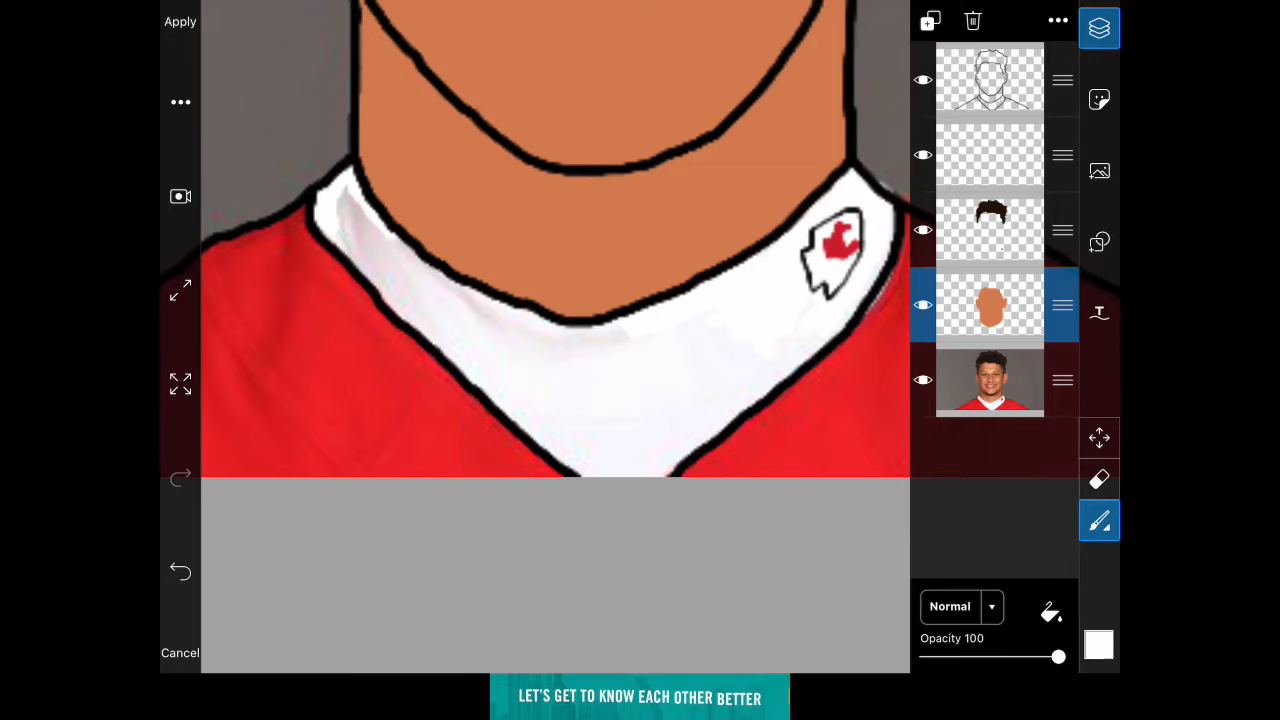 Apply
Normal
Opacity 100
T
Cancel
LET'S GET TO KNOW EACH OTHER BETTER